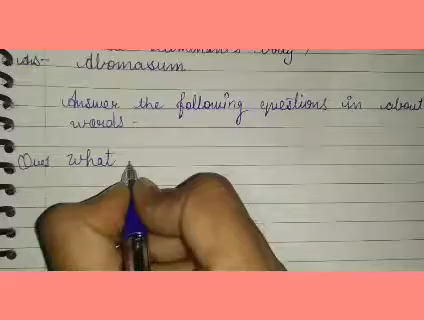 Ans- Abomasum
Answer the following questions in about
words-
Ques what